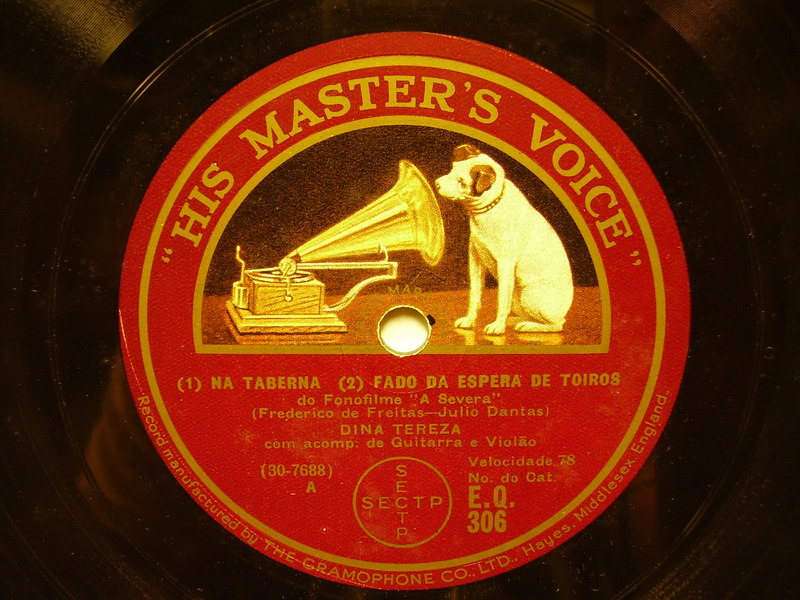 "HIS MASTER'S VOICE"
(1) NA TABERNA (2) FADO DA ESPERA DE TOIROS
do Fonofilme "A Severa"
(Frederico de Freitas—Julio Dantas)
DINA TEREZA
com acomp. de Guitarra e Violão
(30-7688)
A
SECTP
SECTP
Velocidade 78
No. do Cat.
E.Q.
306
Record manufactured by THE GRAMOPHONE CO., LTD., Hayes, Middlesex, England.